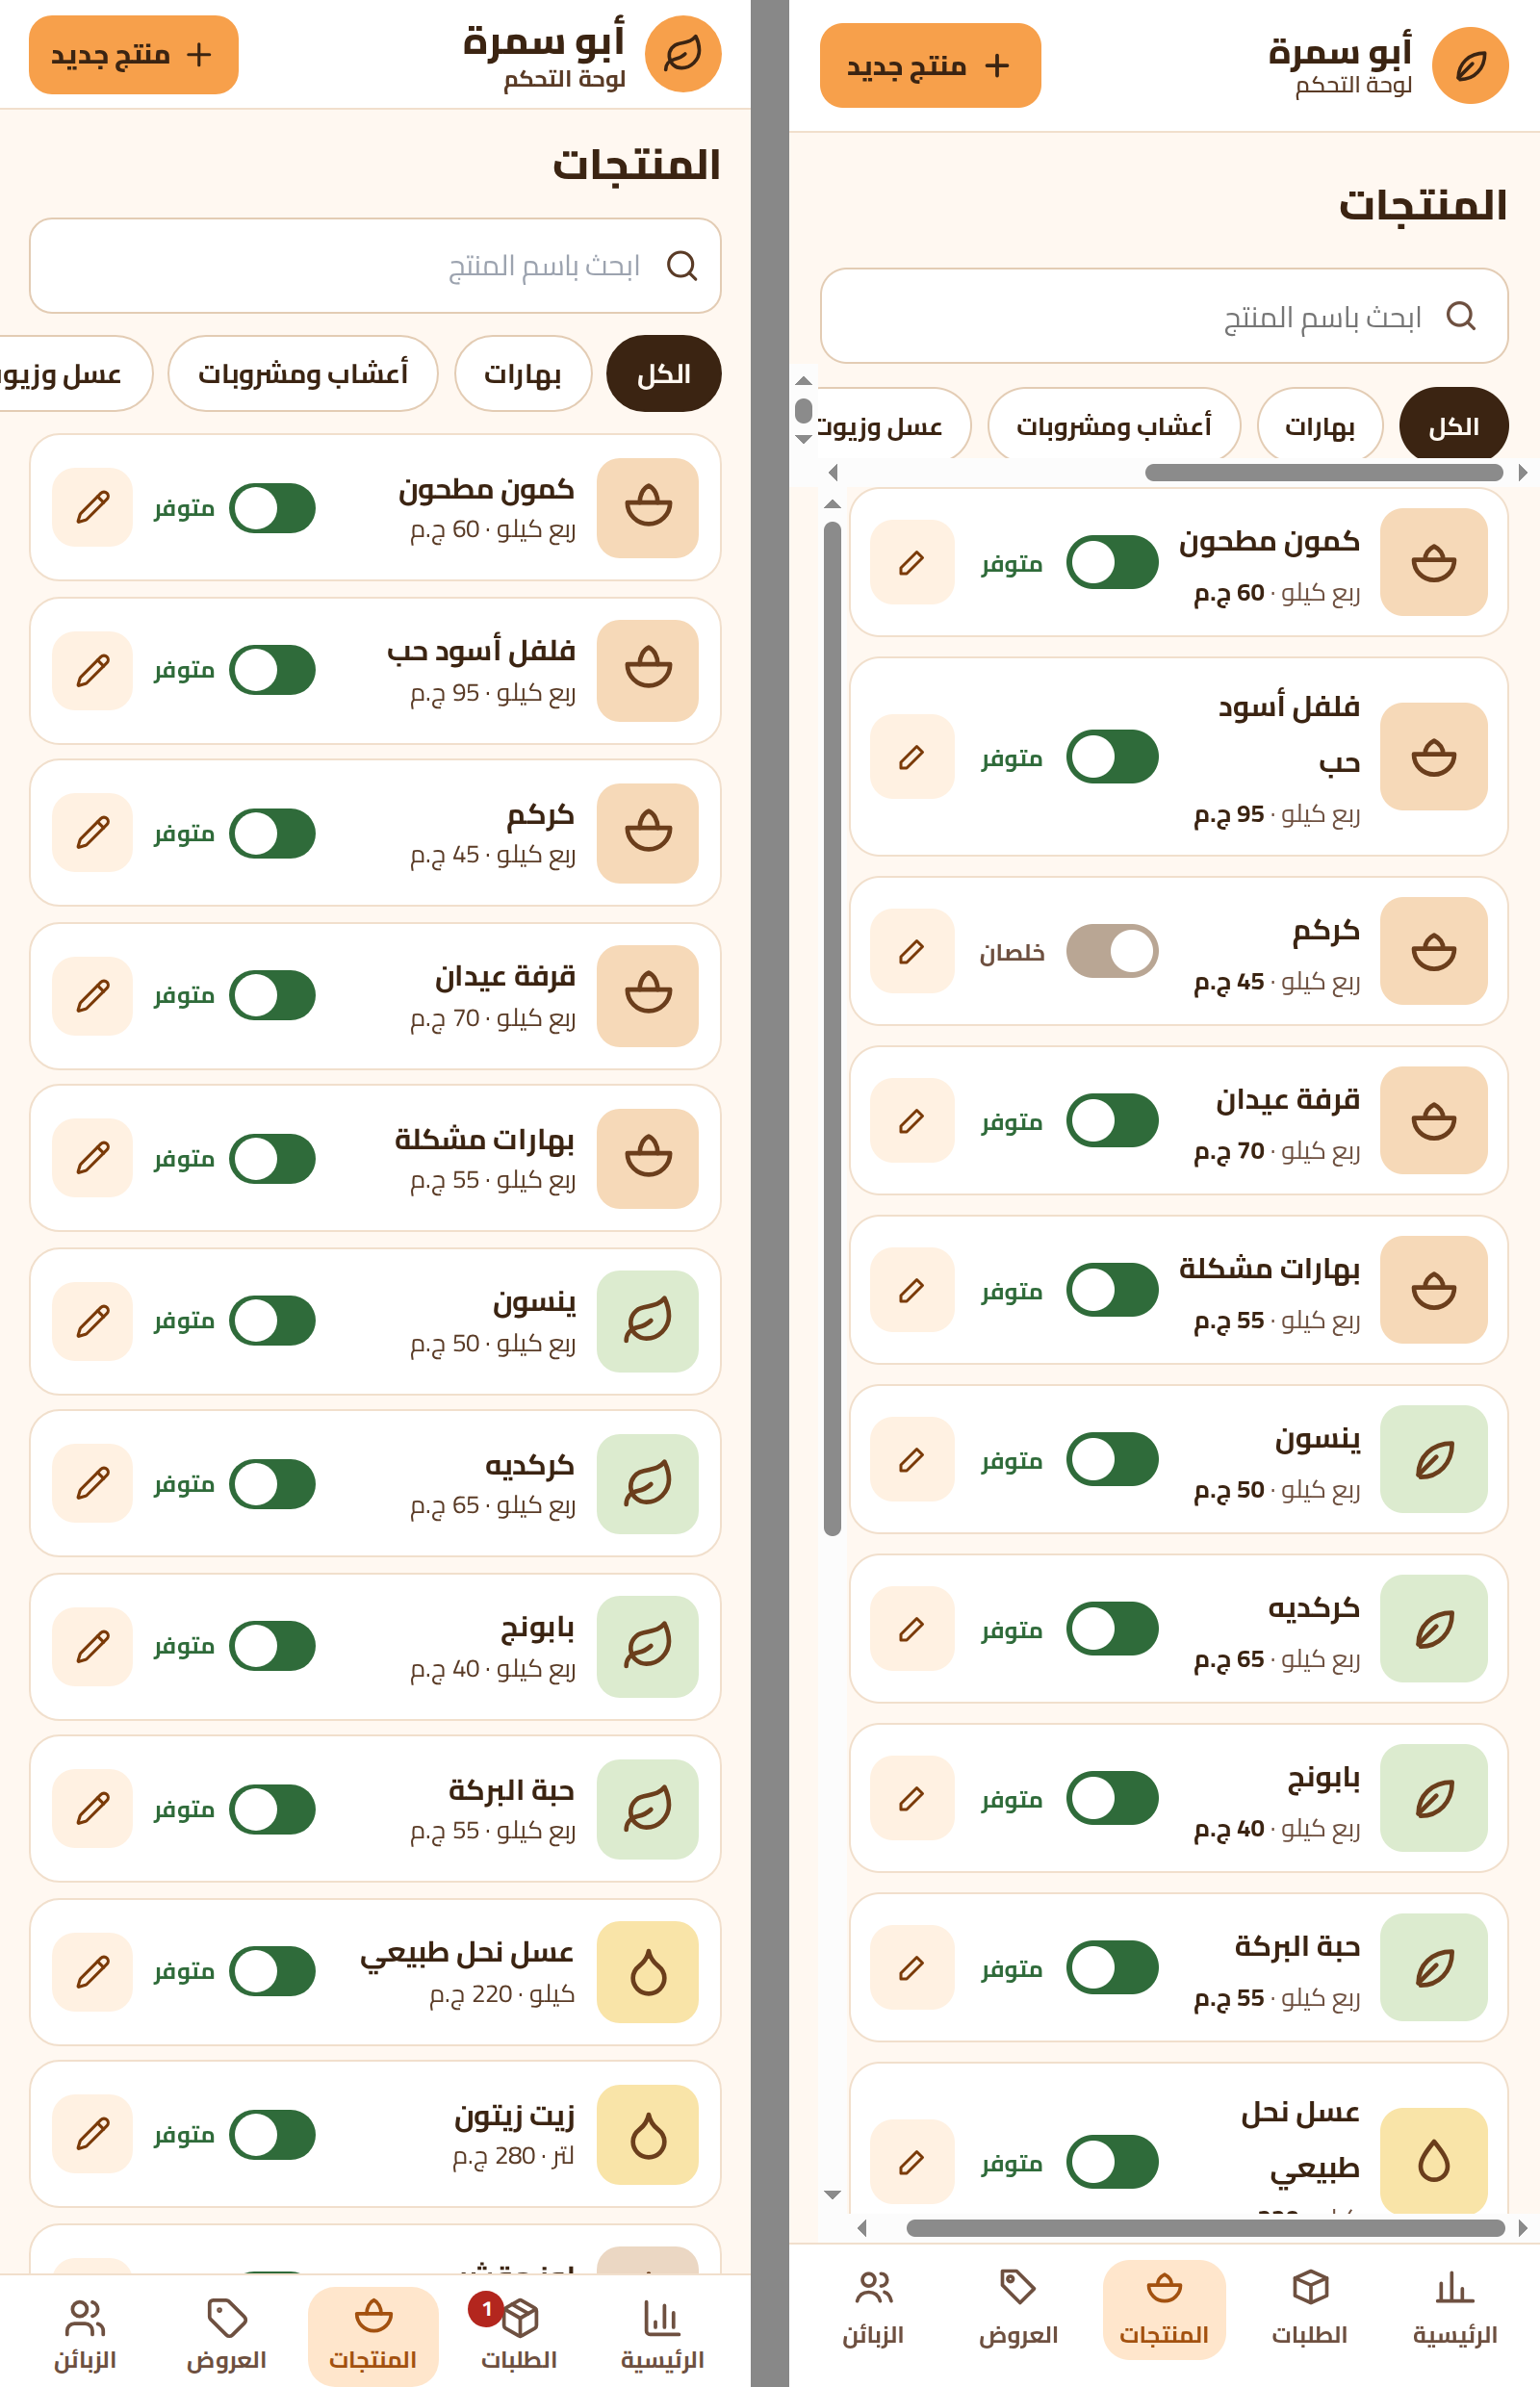 أبو سمرة
لوحة التحكم
منتج جديد
المنتجات
ابحث باسم المنتج
الكل
بهارات
أعشاب ومشروبات
عسل وزيوت
كمون مطحون
ربع كيلو · 60 ج.م
متوفر
فلفل أسود حب
ربع كيلو · 95 ج.م
متوفر
كركم
ربع كيلو · 45 ج.م
متوفر
قرفة عيدان
ربع كيلو · 70 ج.م
متوفر
بهارات مشكلة
ربع كيلو · 55 ج.م
متوفر
ينسون
ربع كيلو · 50 ج.م
متوفر
كركديه
ربع كيلو · 65 ج.م
متوفر
بابونج
ربع كيلو · 40 ج.م
متوفر
حبة البركة
ربع كيلو · 55 ج.م
متوفر
عسل نحل طبيعي
كيلو · 220 ج.م
متوفر
زيت زيتون
لتر · 280 ج.م
متوفر
الرئيسية
1
الطلبات
المنتجات
العروض
الزبائن
أبو سمرة
لوحة التحكم
منتج جديد
المنتجات
ابحث باسم المنتج
الكل
بهارات
أعشاب ومشروبات
عسل وزيوت
كمون مطحون
ربع كيلو · 60 ج.م
متوفر
فلفل أسود
حب
ربع كيلو · 95 ج.م
متوفر
كركم
ربع كيلو · 45 ج.م
خلصان
قرفة عيدان
ربع كيلو · 70 ج.م
متوفر
بهارات مشكلة
ربع كيلو · 55 ج.م
متوفر
ينسون
ربع كيلو · 50 ج.م
متوفر
كركديه
ربع كيلو · 65 ج.م
متوفر
بابونج
ربع كيلو · 40 ج.م
متوفر
حبة البركة
ربع كيلو · 55 ج.م
متوفر
عسل نحل
طبيعي
متوفر
الرئيسية
الطلبات
المنتجات
العروض
الزبائن